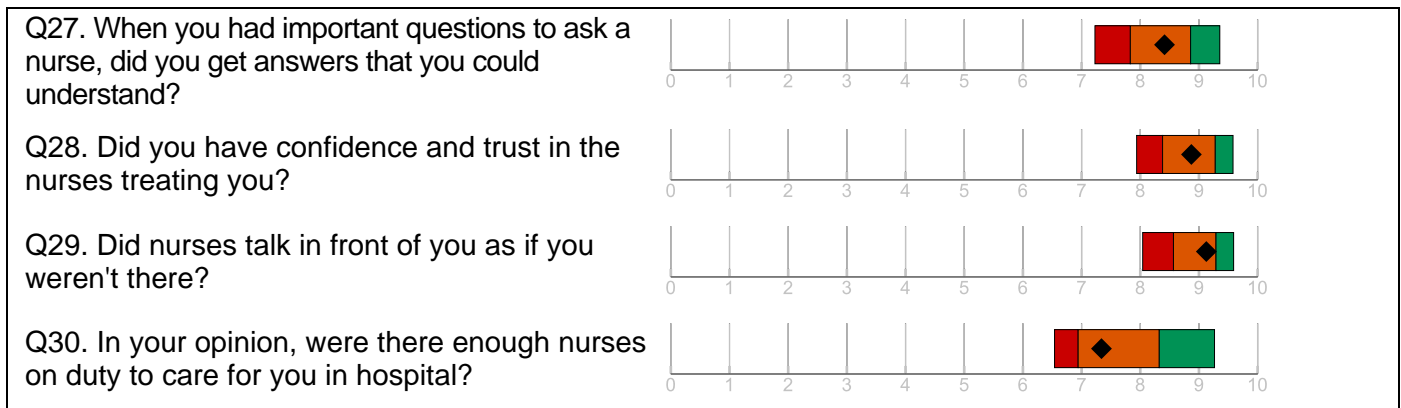 Q27. When you had important questions to ask a
nurse, did you get answers that you could
understand?
0 1 2 3 4 5 6 7 8 9 10
Q28. Did you have confidence and trust in the
nurses treating you?
0 1 2 3 4 5 6 7 8 9 10
Q29. Did nurses talk in front of you as if you
weren't there?
0 1 2 3 4 5 6 7 8 9 10
Q30. In your opinion, were there enough nurses
on duty to care for you in hospital?
0 1 2 3 4 5 6 7 8 9 10